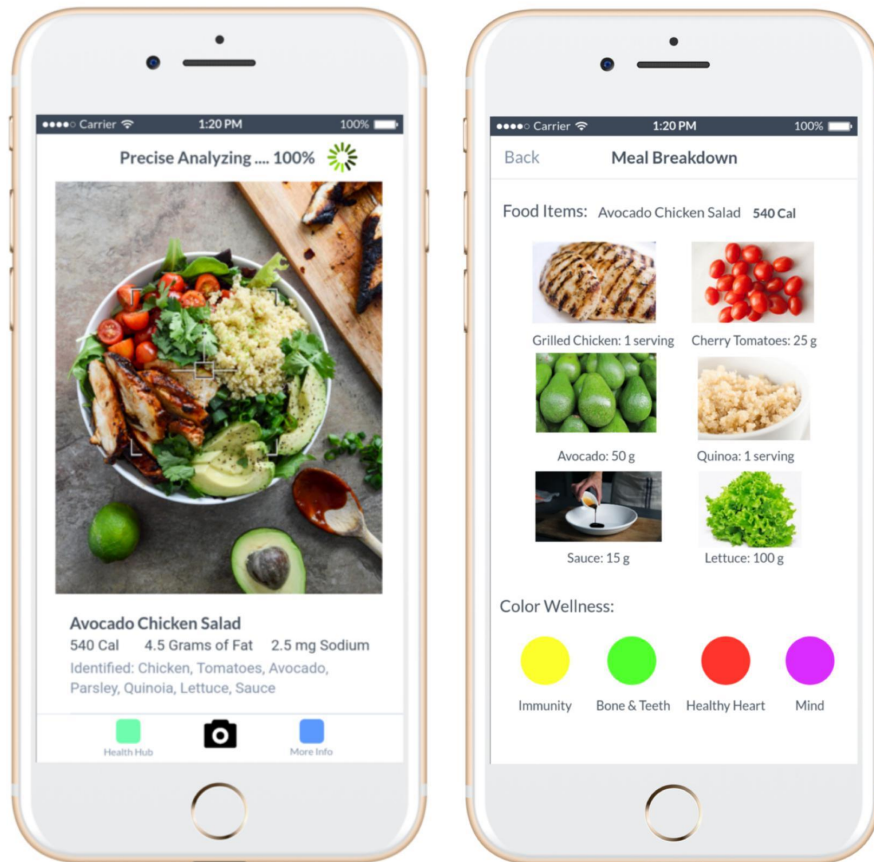 Carrier 1:20 PM 100%
Precise Analyzing .... 100%
Avocado Chicken Salad
540 Cal 4.5 Grams of Fat 2.5 mg Sodium
Identified: Chicken, Tomatoes, Avocado,
Parsley, Quinoia, Lettuce, Sauce
Health Hub More Info
Carrier 1:20 PM 100%
Back Meal Breakdown
Food Items: Avocado Chicken Salad 540 Cal
Grilled Chicken: 1 serving Cherry Tomatoes: 25 g
Avocado: 50 g Quinoa: 1 serving
Sauce: 15 g Lettuce: 100 g
Color Wellness:
Immunity Bone & Teeth Healthy Heart Mind